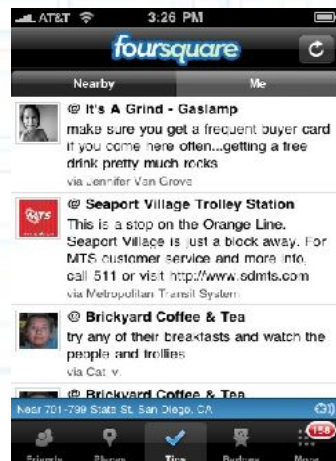 AT&T 3:26 PM
foursquare
Nearby Me
@ It's A Grind - Gaslamp
make sure you get a frequent buyer card
if you come here often...getting a free
drink pretty much rocks
via Jennifer Van Grove
MTS
@ Seaport Village Trolley Station
This is a stop on the Orange Line.
Seaport Village is just a block away. For
MTS customer service and more info,
call 511 or visit http://www.sdmts.com
via Metropolitan Transit System
@ Brickyard Coffee & Tea
try any of their breakfasts and watch the
people and trollies
via Cat v.
@ Brickyard Coffee & Tea
Near 701-799 State St, San Diego, CA
158
Friends Places Tips Badges More